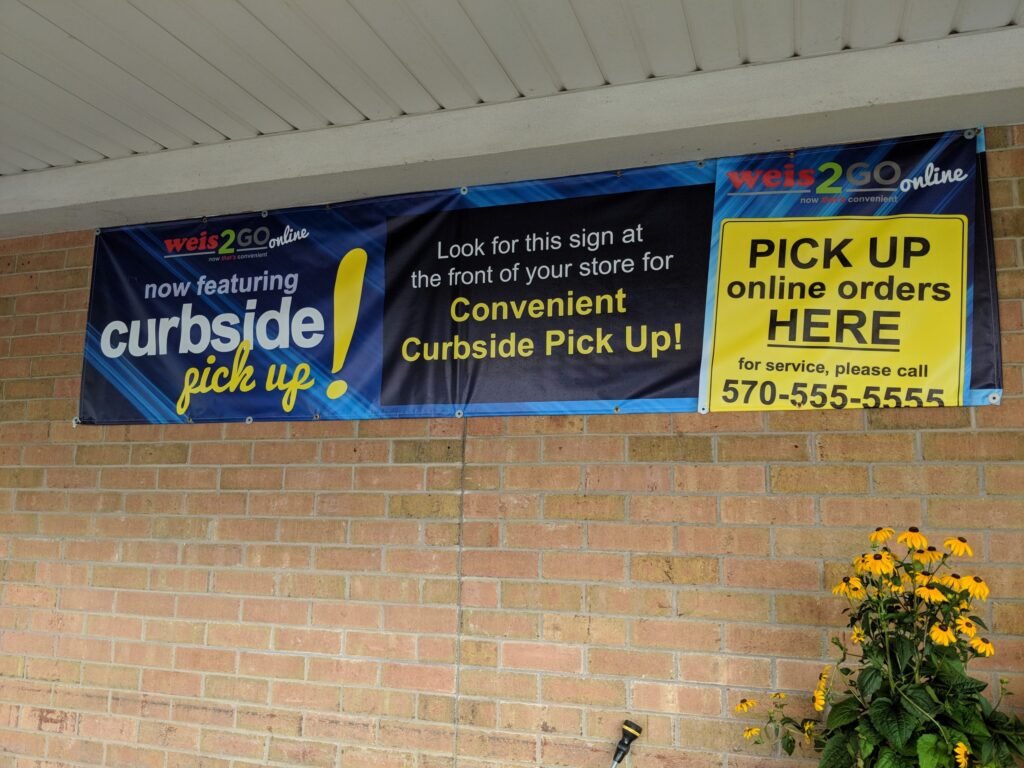 weis2GOonline
now that's convenient
now featuring
curbside
pick up!
Look for this sign at
the front of your store for
Convenient
Curbside Pick Up!
weis2GOonline
now that's convenient
PICK UP
online orders
HERE
for service, please call
570-555-5555